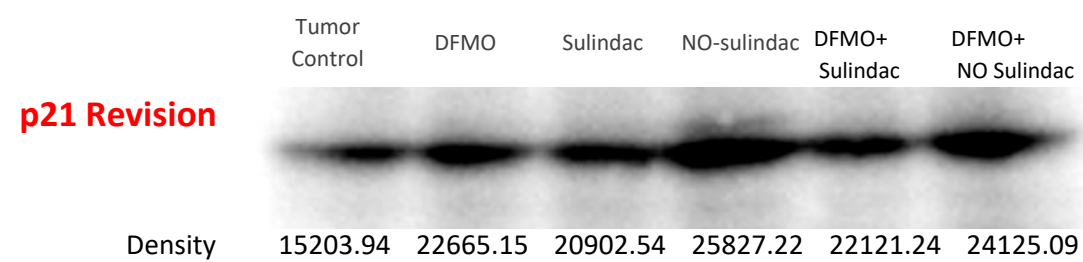 Tumor
Control
DFMO
Sulindac
NO-sulindac
DFMO+
Sulindac
DFMO+
NO Sulindac
p21 Revision
Density 15203.94 22665.15 20902.54 25827.22 22121.24 24125.09